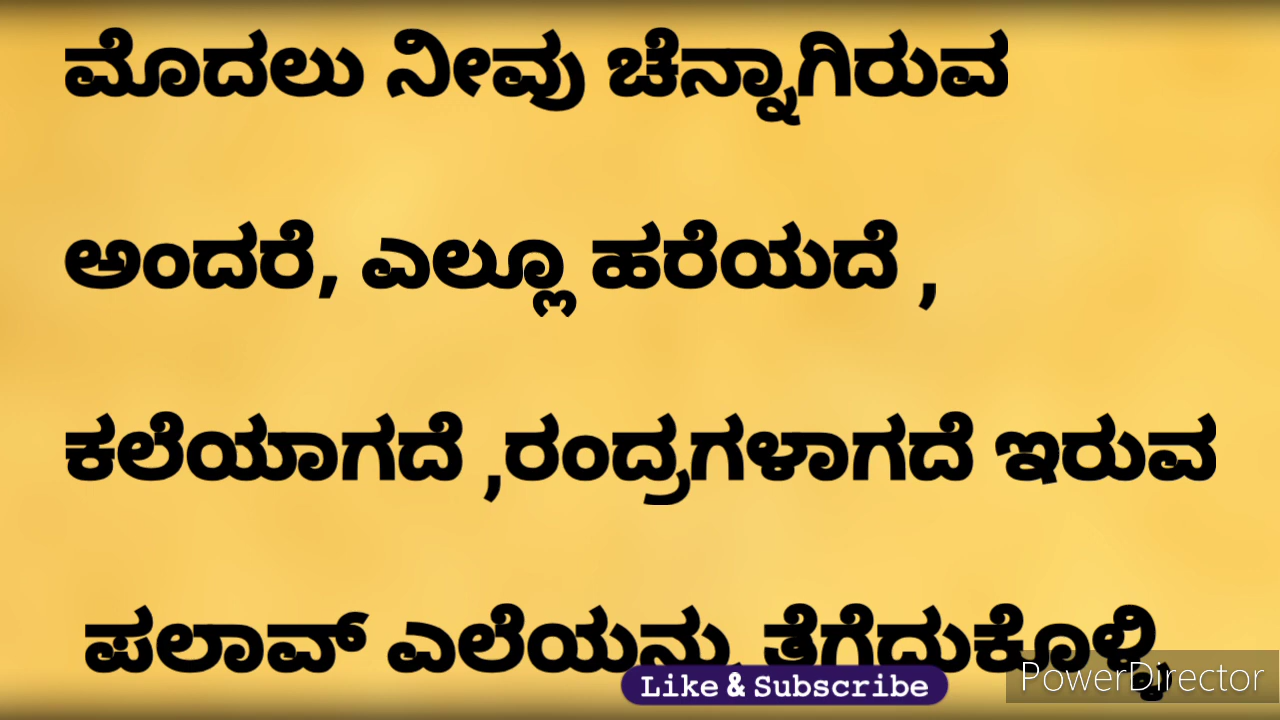 ಮೊದಲು ನೀವು ಚೆನ್ನಾಗಿರುವ
ಅಂದರೆ, ಎಲ್ಲೂ ಹರೆಯದೆ ,
ಕಲೆಯಾಗದೆ ,ರಂದ್ರಗಳಾಗದೆ ಇರುವ
ಪಲಾವ್ ಎಲೆಯನ್ನು ತೆಗೆದುಕೊಳ್ಳಿ,
Like & Subscribe
PowerDirector